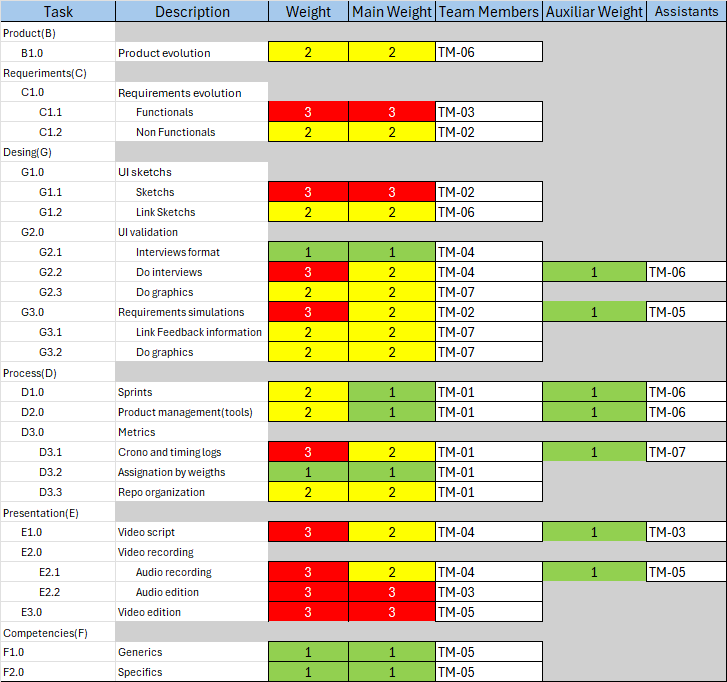 Task Description Weight Main Weight Team Members Auxiliar Weight Assistants
Product(B)
B1.0 Product evolution 2 2 TM-06
Requeriments(C)
C1.0 Requirements evolution
C1.1 Functionals 3 3 TM-03
C1.2 Non Functionals 2 2 TM-02
Desing(G)
G1.0 UI sketchs
G1.1 Sketchs 3 3 TM-02
G1.2 Link Sketchs 2 2 TM-06
G2.0 UI validation
G2.1 Interviews format 1 1 TM-04
G2.2 Do interviews 3 2 TM-04 1 TM-06
G2.3 Do graphics 2 2 TM-07
G3.0 Requirements simulations 3 2 TM-02 1 TM-05
G3.1 Link Feedback information 2 2 TM-07
G3.2 Do graphics 2 2 TM-07
Process(D)
D1.0 Sprints 2 1 TM-01 1 TM-06
D2.0 Product management(tools) 2 1 TM-01 1 TM-06
D3.0 Metrics
D3.1 Crono and timing logs 3 2 TM-01 1 TM-07
D3.2 Assignation by weigths 1 1 TM-01
D3.3 Repo organization 2 2 TM-01
Presentation(E)
E1.0 Video script 3 2 TM-04 1 TM-03
E2.0 Video recording
E2.1 Audio recording 3 2 TM-04 1 TM-05
E2.2 Audio edition 3 3 TM-03
E3.0 Video edition 3 3 TM-05
Competencies(F)
F1.0 Generics 1 1 TM-05
F2.0 Specifics 1 1 TM-05